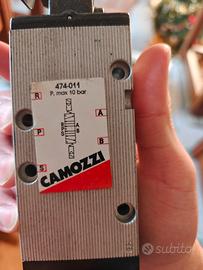 474-011
P. max 10 bar
R
A
P
A B
B
S
CAMOZZI
subito